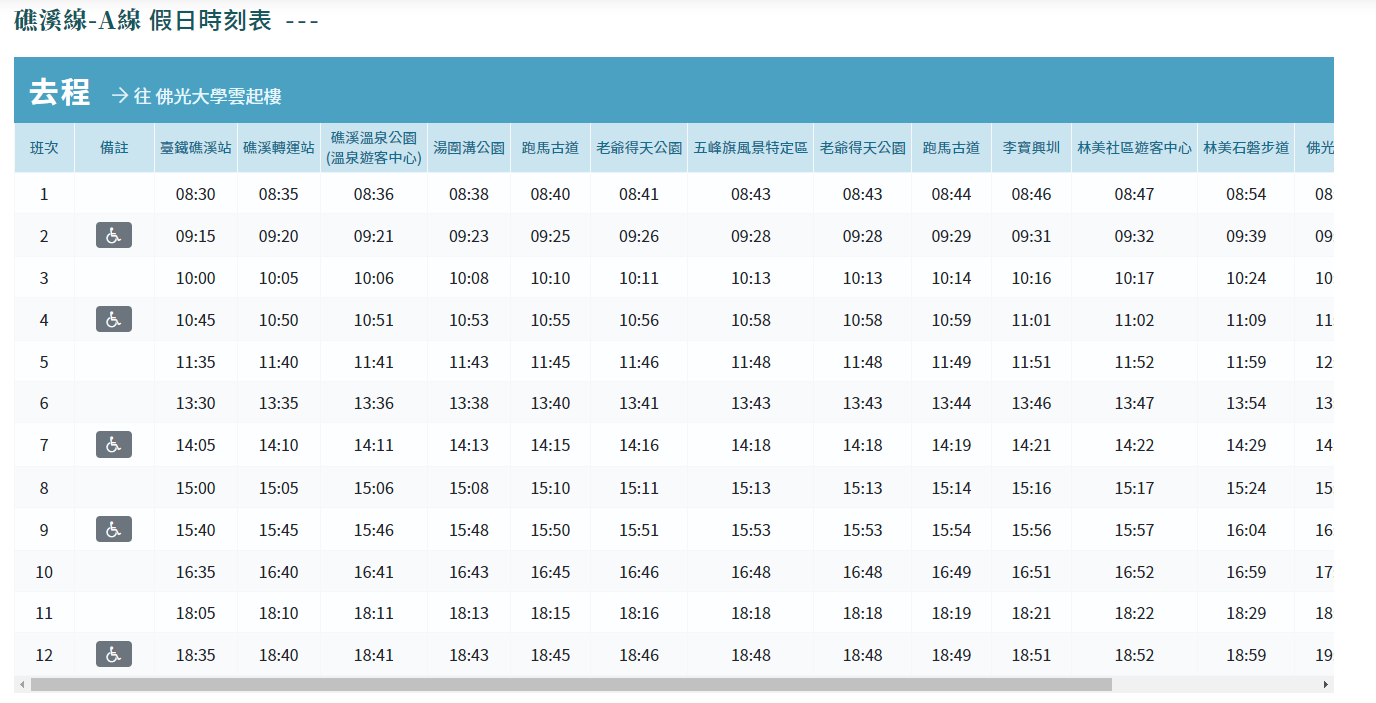 礁溪線-A線 假日時刻表 ---
去程 →往 佛光大學雲起樓
班次 備註 臺鐵礁溪站 礁溪轉運站 礁溪溫泉公園 (溫泉遊客中心) 湯圍溝公園 跑馬古道 老爺得天公園 五峰旗風景特定區 老爺得天公園 跑馬古道 李寶興圳 林美社區遊客中心 林美石磐步道 佛光
1 08:30 08:35 08:36 08:38 08:40 08:41 08:43 08:43 08:44 08:46 08:47 08:54 08
2 09:15 09:20 09:21 09:23 09:25 09:26 09:28 09:28 09:29 09:31 09:32 09:39 09
3 10:00 10:05 10:06 10:08 10:10 10:11 10:13 10:13 10:14 10:16 10:17 10:24 10
4 10:45 10:50 10:51 10:53 10:55 10:56 10:58 10:58 10:59 11:01 11:02 11:09 11
5 11:35 11:40 11:41 11:43 11:45 11:46 11:48 11:48 11:49 11:51 11:52 11:59 12
6 13:30 13:35 13:36 13:38 13:40 13:41 13:43 13:43 13:44 13:46 13:47 13:54 13
7 14:05 14:10 14:11 14:13 14:15 14:16 14:18 14:18 14:19 14:21 14:22 14:29 14
8 15:00 15:05 15:06 15:08 15:10 15:11 15:13 15:13 15:14 15:16 15:17 15:24 15
9 15:40 15:45 15:46 15:48 15:50 15:51 15:53 15:53 15:54 15:56 15:57 16:04 16
10 16:35 16:40 16:41 16:43 16:45 16:46 16:48 16:48 16:49 16:51 16:52 16:59 17
11 18:05 18:10 18:11 18:13 18:15 18:16 18:18 18:18 18:19 18:21 18:22 18:29 18
12 18:35 18:40 18:41 18:43 18:45 18:46 18:48 18:48 18:49 18:51 18:52 18:59 19